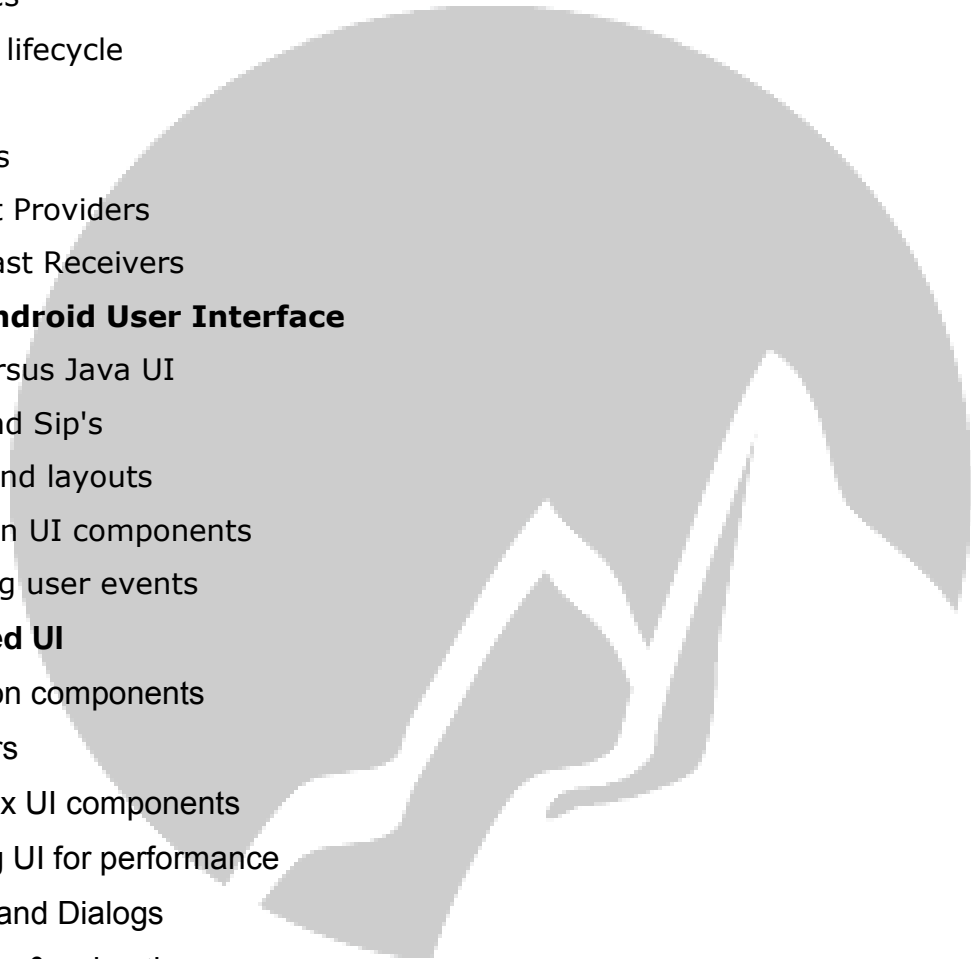 lifecycle
s
t Providers
ast Receivers
ndroid User Interface
rsus Java UI
nd Sip's
nd layouts
n UI components
g user events
ed UI
on components
rs
x UI components
g UI for performance
and Dialogs